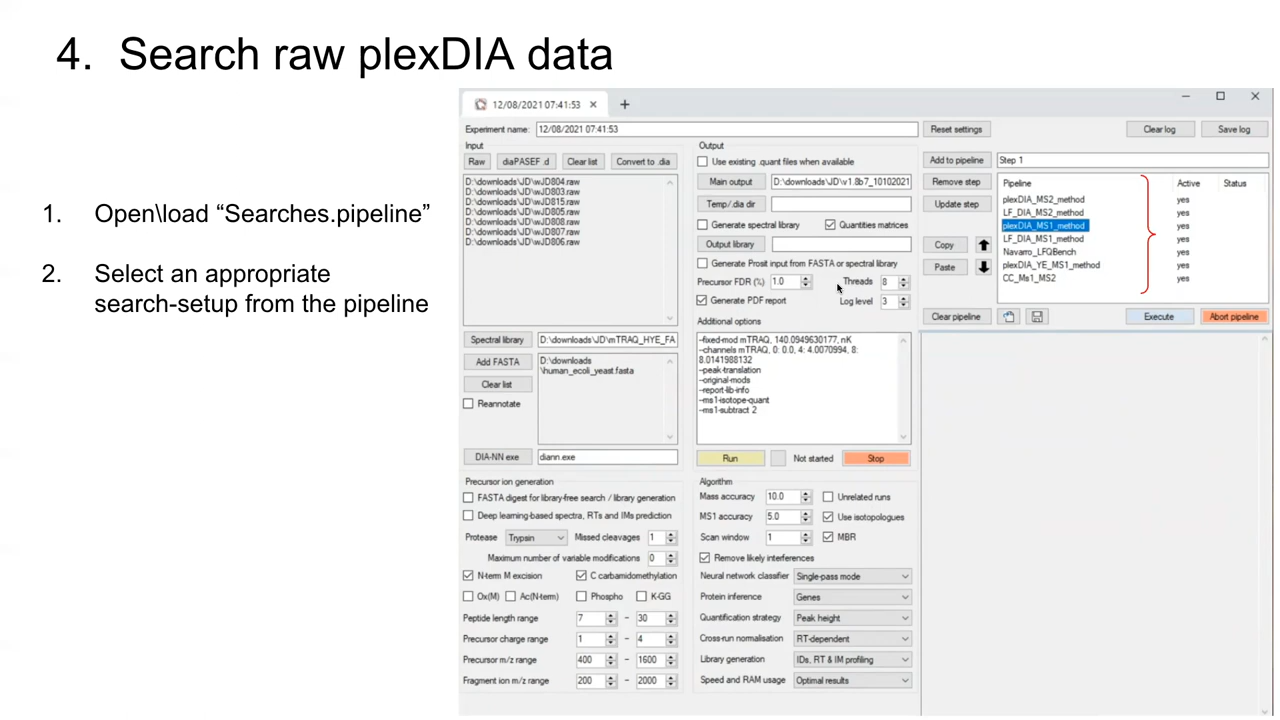 4. Search raw plexDIA data
1. Open\load “Searches.pipeline”
2. Select an appropriate
search-setup from the pipeline
12/08/2021 07:41:53
Experiment name: 12/08/2021 07:41:53
Input
Raw diaPASEF .d Clear list Convert to .dia
D:\downloads\JD\wJD804.raw
D:\downloads\JD\wJD803.raw
D:\downloads\JD\wJD815.raw
D:\downloads\JD\wJD805.raw
D:\downloads\JD\wJD808.raw
D:\downloads\JD\wJD807.raw
D:\downloads\JD\wJD806.raw
Spectral library D:\downloads\JD\mTRAQ_HYE_FA
Add FASTA D:\downloads
\human_ecoli_yeast.fasta
Clear list
Reannotate
DIA-NN exe diann.exe
Precursor ion generation
FASTA digest for library-free search / library generation
Deep learning-based spectra, RTs and IMs prediction
Protease Trypsin Missed cleavages 1
Maximum number of variable modifications 0
N-term M excision C carbamidomethylation
Ox(M) Ac(N-term) Phospho K-GG
Peptide length range 7 - 30
Precursor charge range 1 - 4
Precursor m/z range 400 - 1600
Fragment ion m/z range 200 - 2000
Output
Use existing .quant files when available
Main output D:\downloads\JD\v1.8b7_10102021
Temp/.dia dir
Generate spectral library Quantities matrices
Output library
Generate Prosit input from FASTA or spectral library
Precursor FDR (%) 1.0 Threads 8
Generate PDF report Log level 3
Additional options
--fixed-mod mTRAQ, 140.0949630177, nK
--channels mTRAQ, 0: 0.0, 4: 4.0070994, 8:
8.0141988132
--peak-translation
--original-mods
--report-lib-info
--ms1-isotope-quant
--ms1-subtract 2
Run Not started Stop
Algorithm
Mass accuracy 10.0 Unrelated runs
MS1 accuracy 5.0 Use isotopologues
Scan window 1 MBR
Remove likely interferences
Neural network classifier Single-pass mode
Protein inference Genes
Quantification strategy Peak height
Cross-run normalisation RT-dependent
Library generation IDs, RT & IM profiling
Speed and RAM usage Optimal results
Reset settings Clear log Save log
Add to pipeline Step 1
Remove step
Update step
Copy
Paste
Pipeline Active Status
plexDIA_MS2_method yes
LF_DIA_MS2_method yes
plexDIA_MS1_method yes
LF_DIA_MS1_method yes
Navarro_LFQBench yes
plexDIA_YE_MS1_method yes
CC_Ms1_MS2 yes
Clear pipeline Execute Abort pipeline